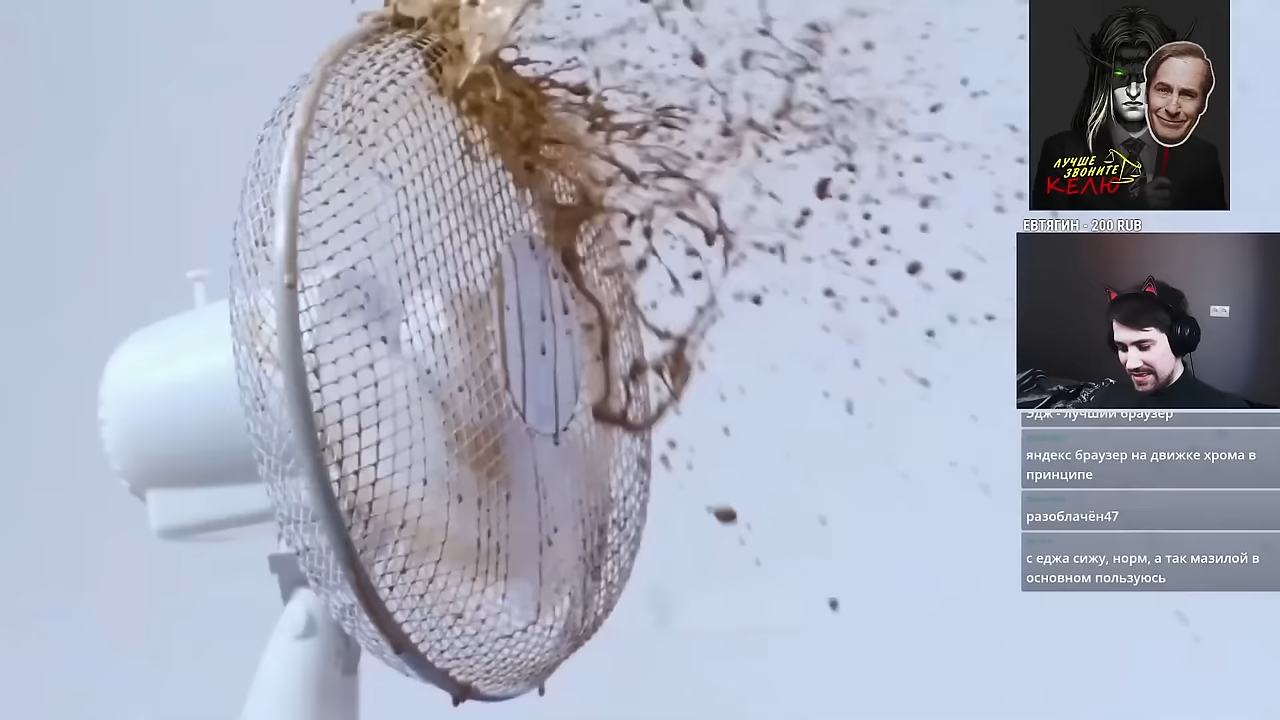 ЛУЧШЕ
ЗВОНИТЕ
КЕЛЮ
ЕВТЯГИН - 200 RUB
Эдж - лучший браузер
яндекс браузер на движке хрома в
принципе
разоблачён47
с еджа сижу, норм, а так мазилой в
основном пользуюсь